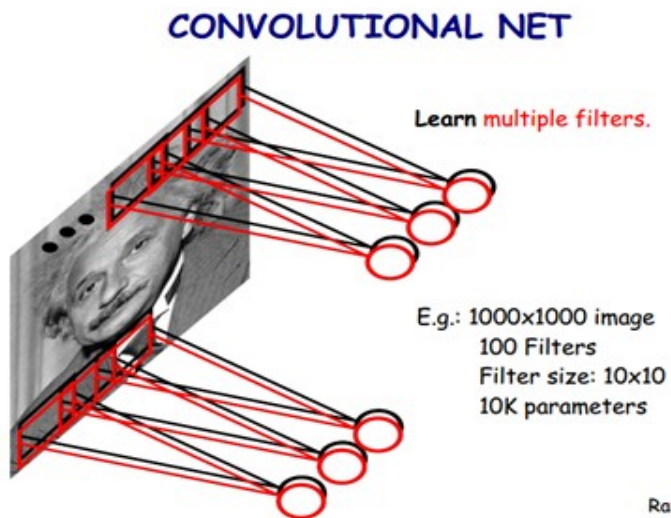 CONVOLUTIONAL NET
Learn multiple filters.
E.g.: 1000x1000 image
100 Filters
Filter size: 10x10
10K parameters
Ra